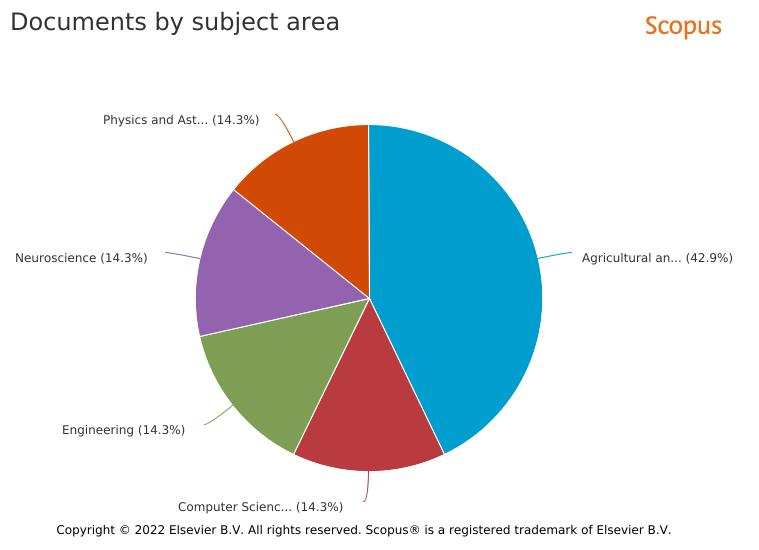 Documents by subject area
Scopus
Physics and Ast... (14.3%)
Neuroscience (14.3%)
Agricultural an... (42.9%)
Engineering (14.3%)
Computer Scienc... (14.3%)
Copyright © 2022 Elsevier B.V. All rights reserved. Scopus® is a registered trademark of Elsevier B.V.